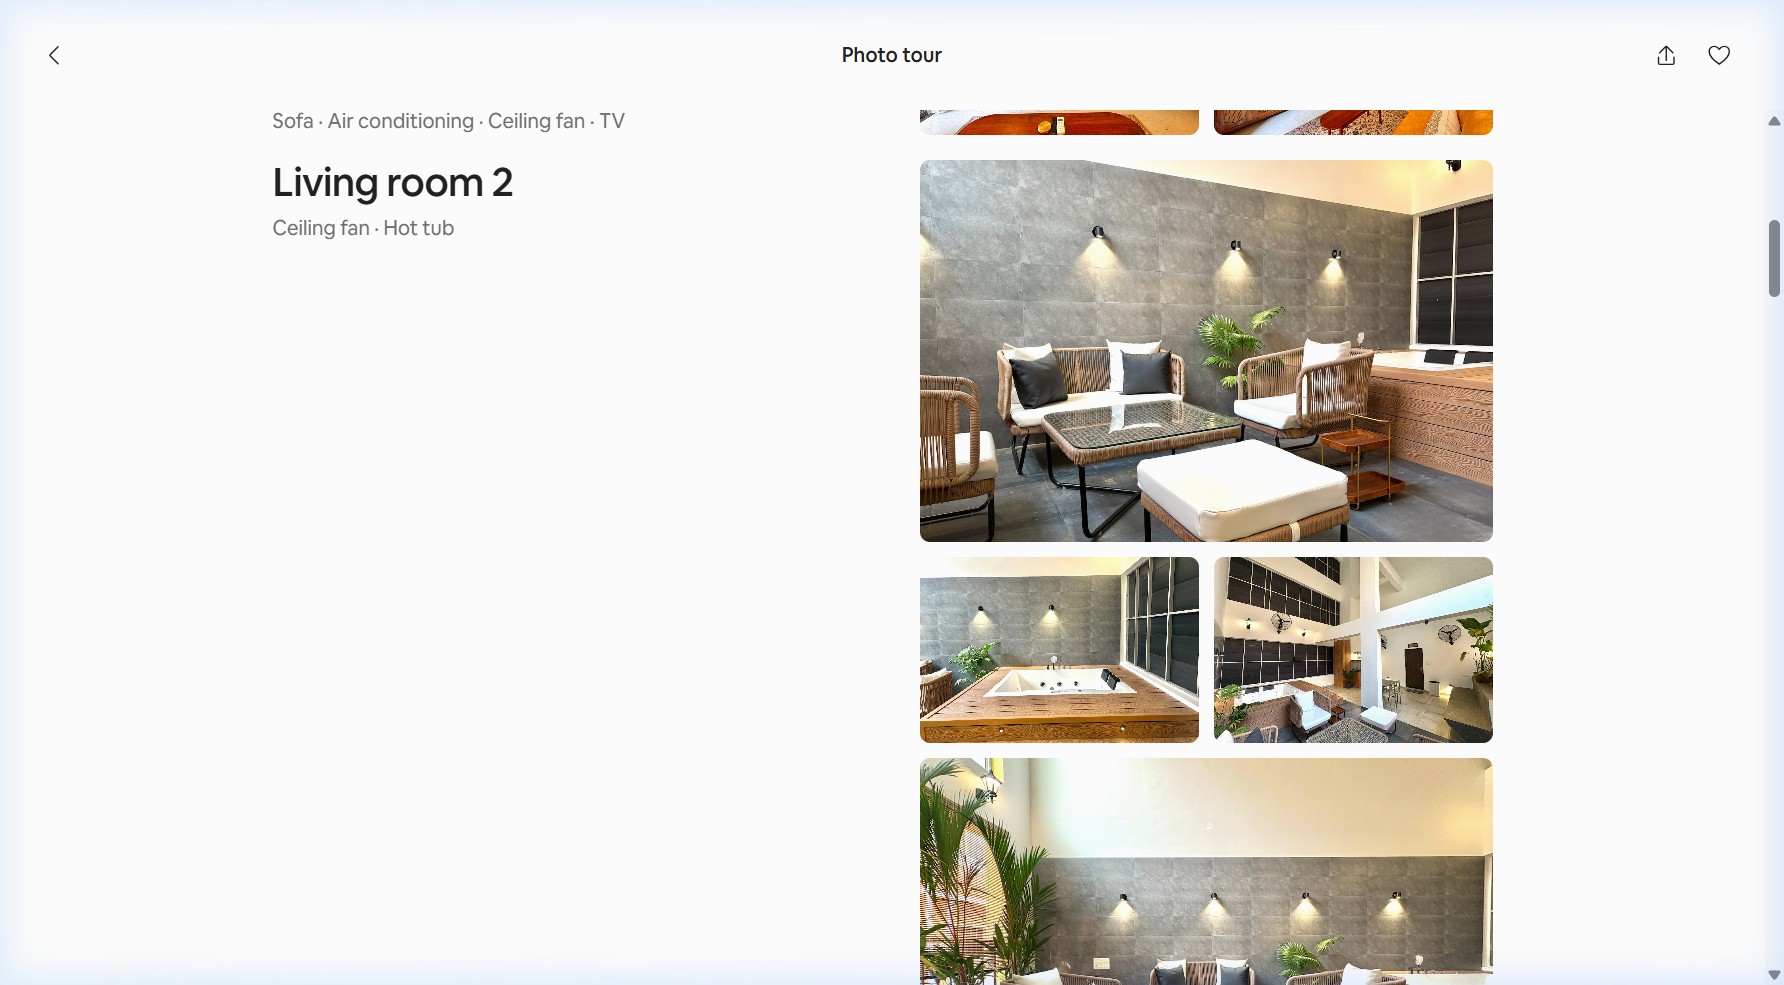 Photo tour
Sofa · Air conditioning · Ceiling fan · TV
Living room 2
Ceiling fan · Hot tub